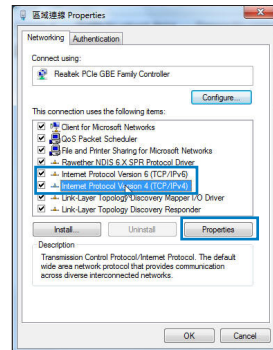 區域連線 Properties
Networking
Authentication
Connect using:
Realtek PCIe GBE Family Controller
Configure...
This connection uses the following items:
Client for Microsoft Networks
QoS Packet Scheduler
File and Printer Sharing for Microsoft Networks
Rawether NDIS 6.X SPR Protocol Driver
Internet Protocol Version 6 (TCP/IPv6)
Internet Protocol Version 4 (TCP/IPv4)
Link-Layer Topology Discovery Mapper I/O Driver
Link-Layer Topology Discovery Responder
Install...
Uninstall
Properties
Description
Transmission Control Protocol/Internet Protocol. The default
wide area network protocol that provides communication
across diverse interconnected networks.
OK
Cancel